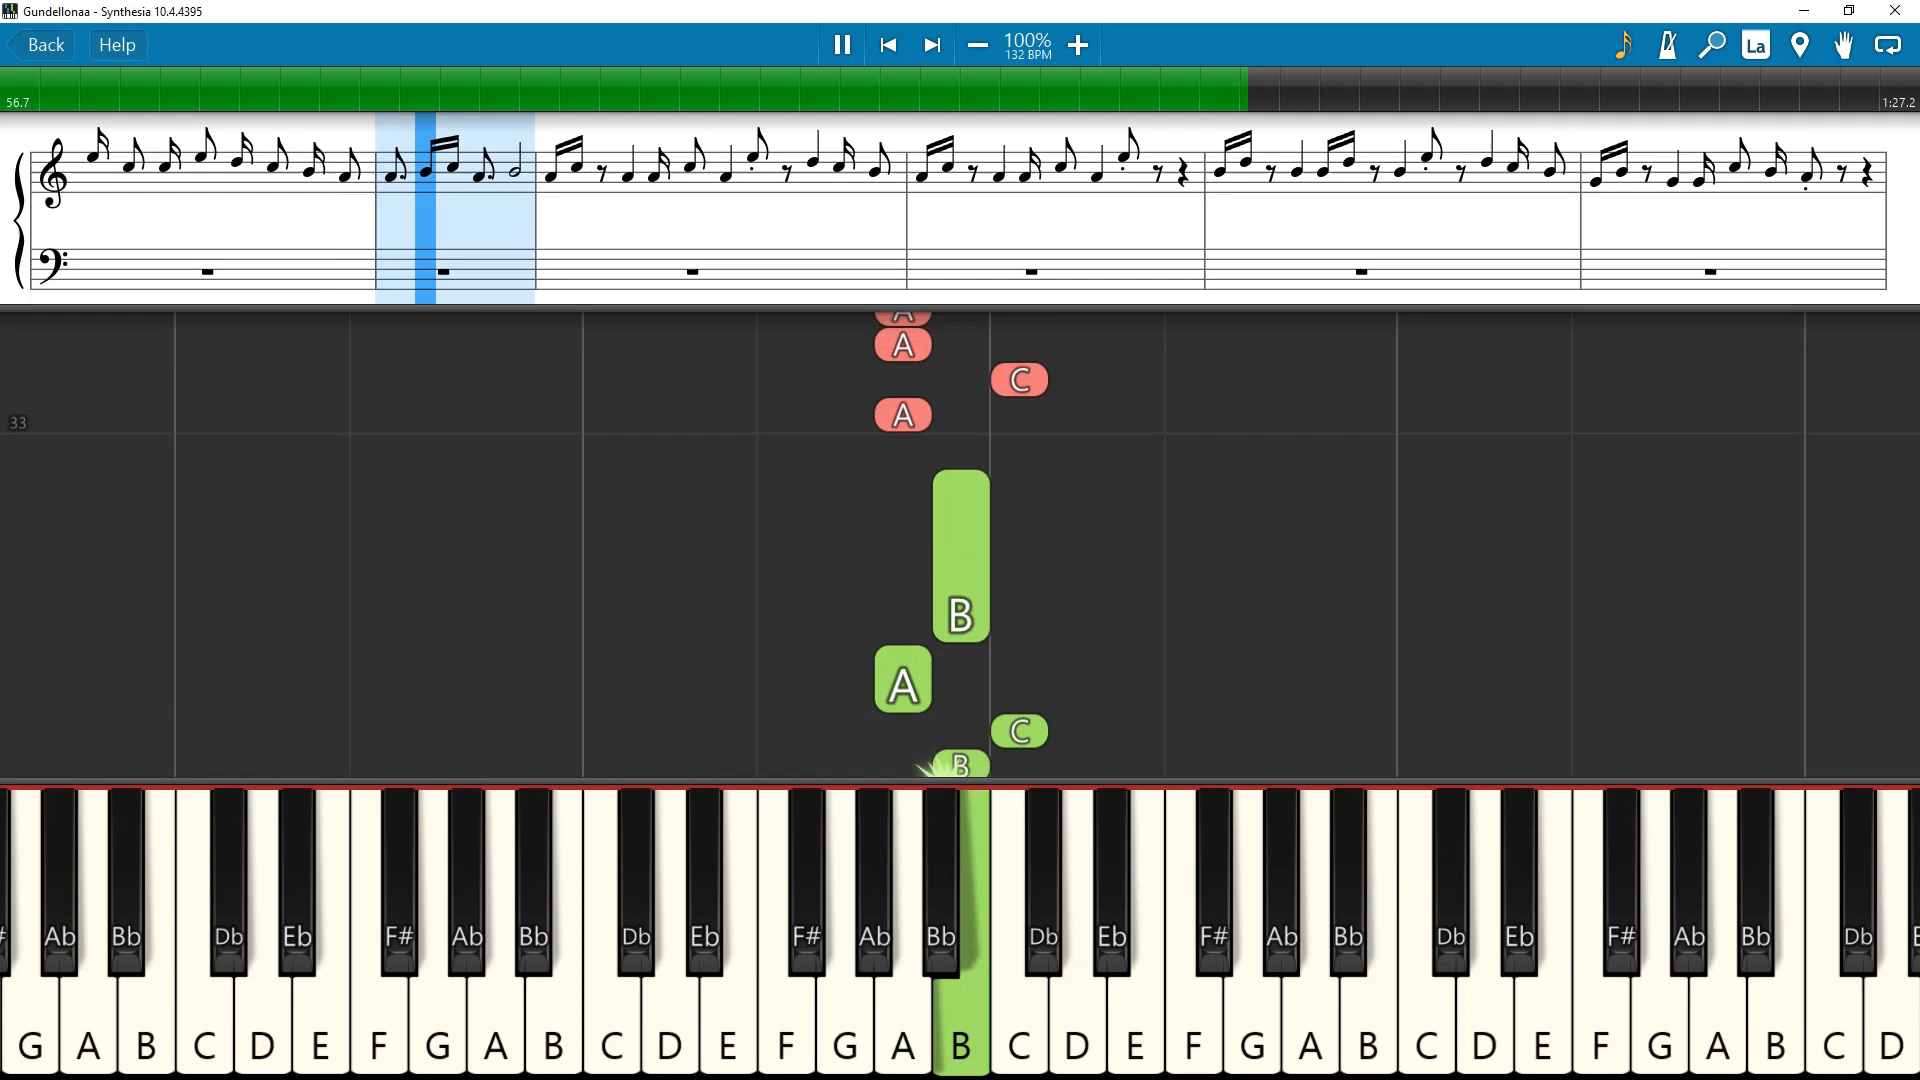 Gundellonaa - Synthesia 10.4.4395
Back Help 100% La
132 BPM
56.7 1:27.2
A
A
C
33 A
B
A
C
B
Ab Bb Db Eb F# Ab Bb Db Eb F# Ab Bb Db Eb F# Ab Bb Db Eb F# Ab Bb Db
G A B C D E F G A B C D E F G A B C D E F G A B C D E F G A B C D